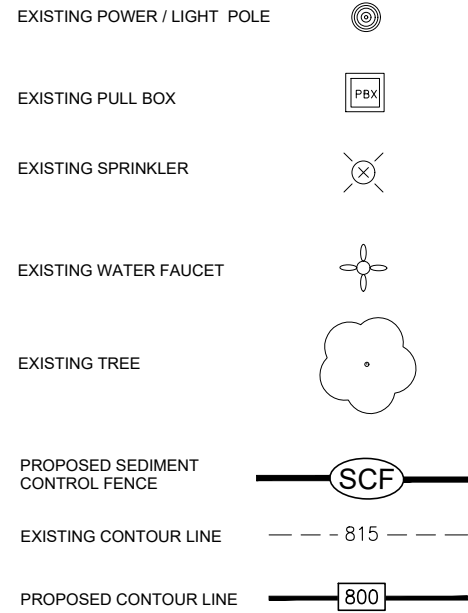 EXISTING POWER / LIGHT POLE
EXISTING PULL BOX PBX
EXISTING SPRINKLER
EXISTING WATER FAUCET
EXISTING TREE
PROPOSED SEDIMENT
CONTROL FENCE SCF
EXISTING CONTOUR LINE 815
PROPOSED CONTOUR LINE 800